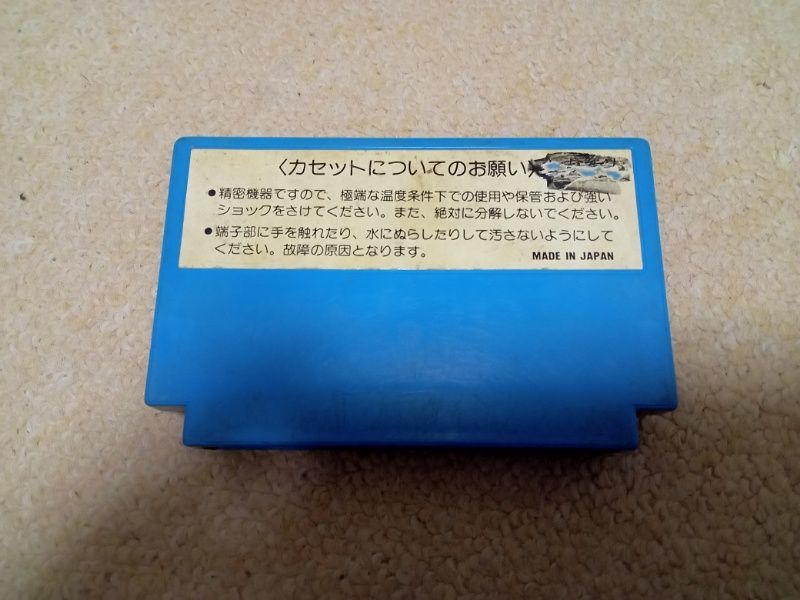 〈カセットについてのお願い〉
●精密機器ですので、極端な温度条件下での使用や保管および強い
ショックをさけてください。また、絶対に分解しないでください。
●端子部に手を触れたり、水にぬらしたりして汚さないようにして
ください。故障の原因となります。
MADE IN JAPAN